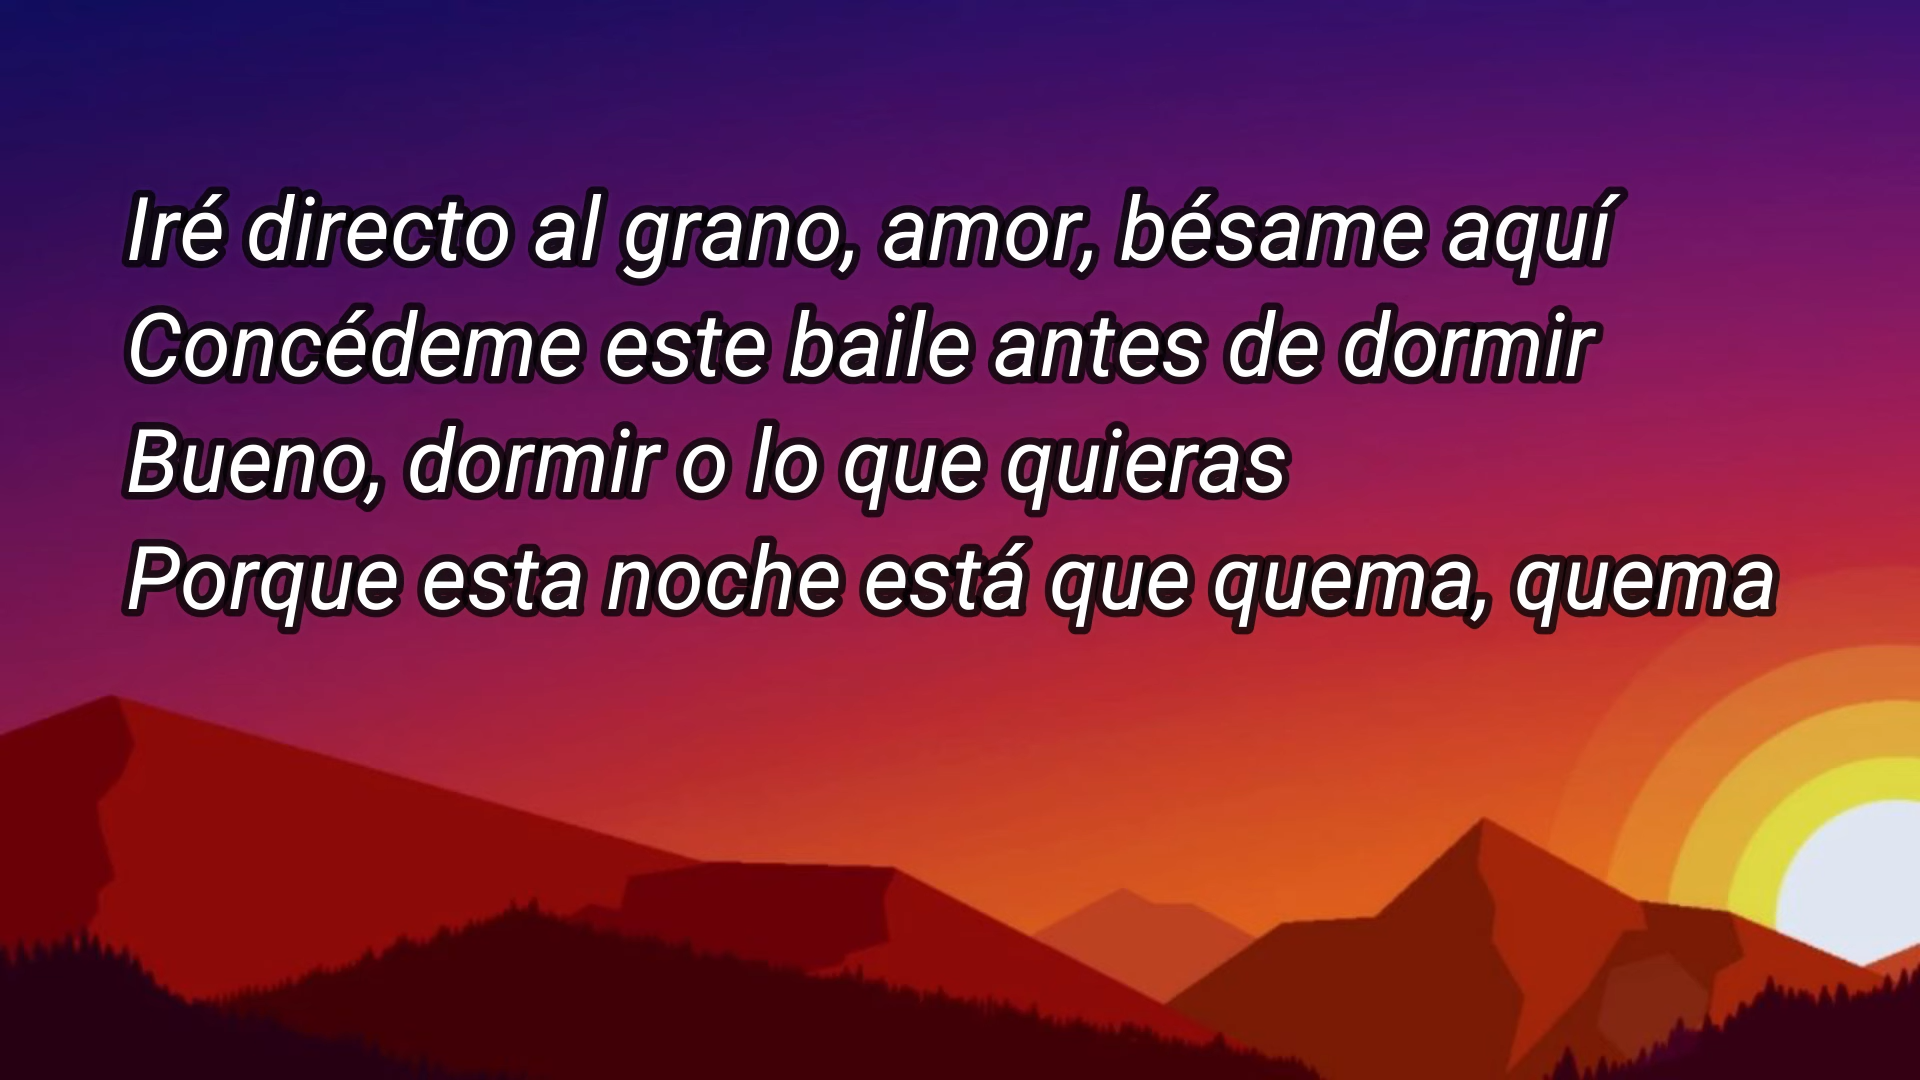 Iré directo al grano, amor, bésame aquí
Concédeme este baile antes de dormir
Bueno, dormir o lo que quieras
Porque esta noche está que quema, quema